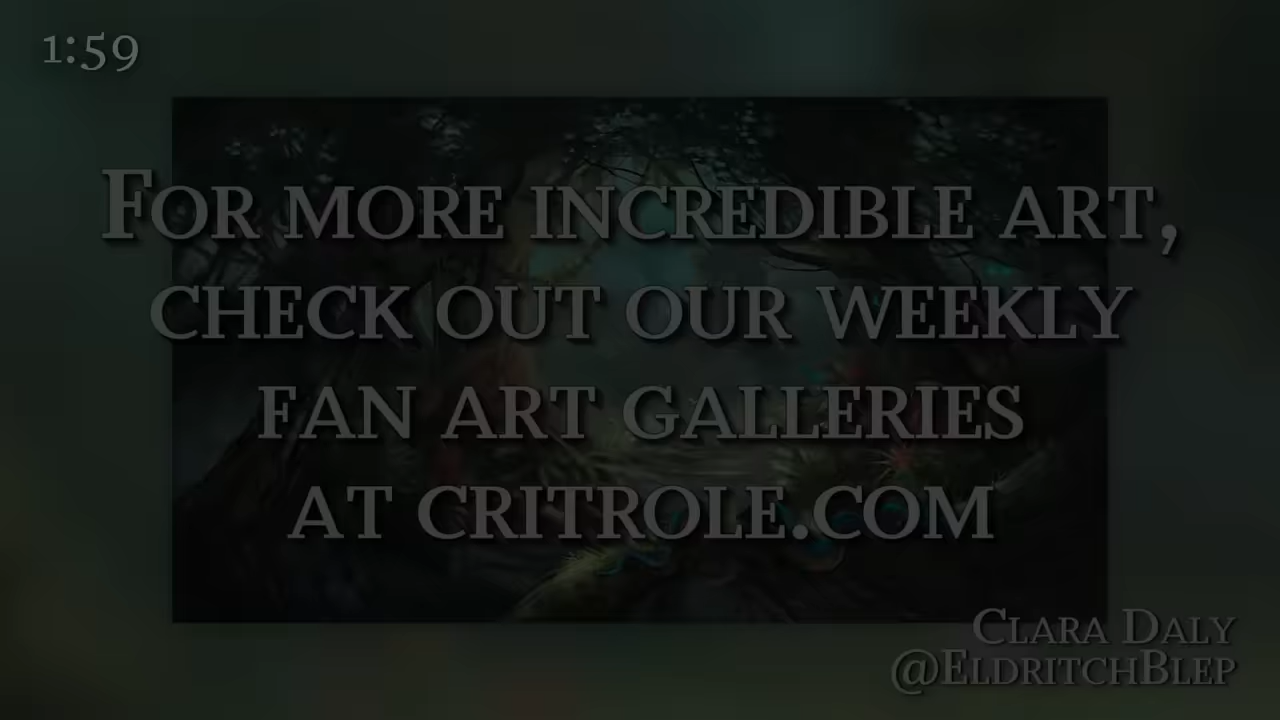 1:59
For more incredible art,
check out our weekly
fan art galleries
at critrole.com
Clara Daly
@EldritchBlep